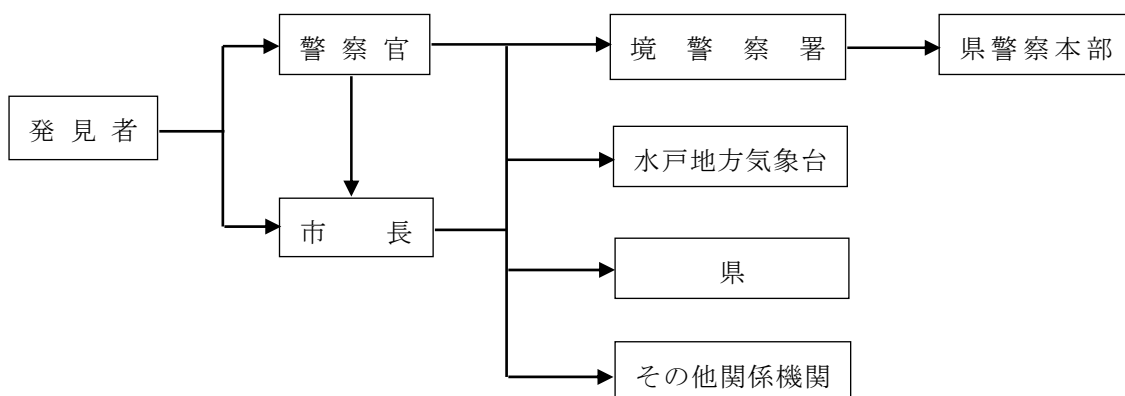 警察官
境警察署
県警察本部
発見者
水戸地方気象台
市長
県
その他関係機関